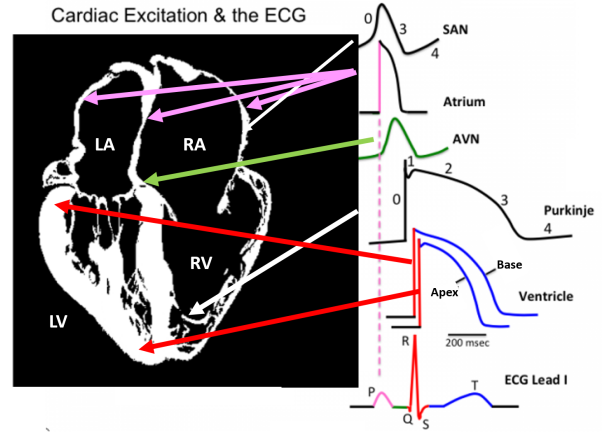 Cardiac Excitation & the ECG
0
3
4
SAN
Atrium
AVN
LA
RA
1
2
0
3
4
Purkinje
RV
LV
Base
Apex
Ventricle
200 msec
R
P
Q
S
T
ECG Lead I